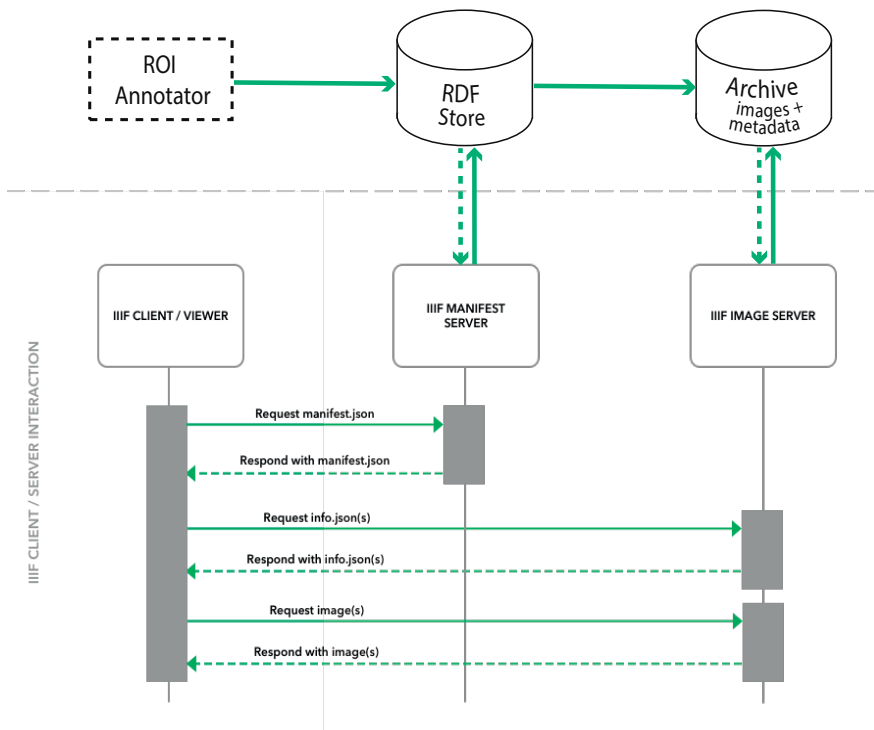 ROI
Annotator
RDF
Store
Archive
images +
metadata
IIIF CLIENT / VIEWER
IIIF MANIFEST
SERVER
IIIF IMAGE SERVER
IIIF CLIENT / SERVER INTERACTION
Request manifest.json
Respond with manifest.json
Request info.json(s)
Respond with info.json(s)
Request image(s)
Respond with image(s)